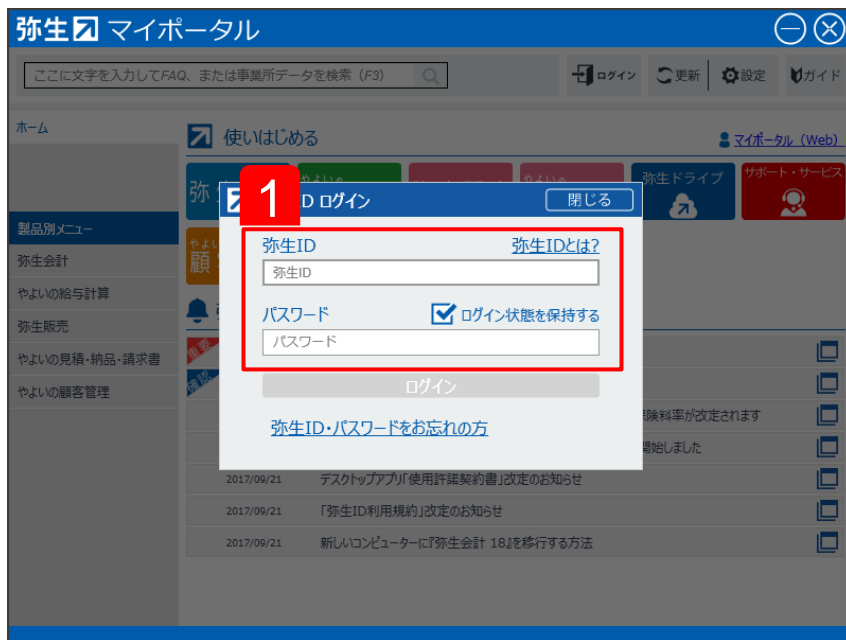 弥生 マイポータル
ここに文字を入力してFAQ、または事業所データを検索 (F3)
ログイン
更新
設定
ガイド
ホーム
使いはじめる
マイポータル (Web)
弥
やよいの
弥生ドライブ
サポート・サービス
1
D ログイン
閉じる
製品別メニュー
弥生会計
やよいの給与計算
弥生販売
やよいの見積・納品・請求書
やよいの顧客管理
顧
弥生ID
弥生IDとは?
弥生ID
パスワード
ログイン状態を保持する
パスワード
ログイン
弥生ID・パスワードをお忘れの方
重要
確認
険料率が改定されます
開始しました
2017/09/21 デスクトップアプリ「使用許諾契約書」改定のお知らせ
2017/09/21 「弥生ID利用規約」改定のお知らせ
2017/09/21 新しいコンピューターに『弥生会計 18』を移行する方法